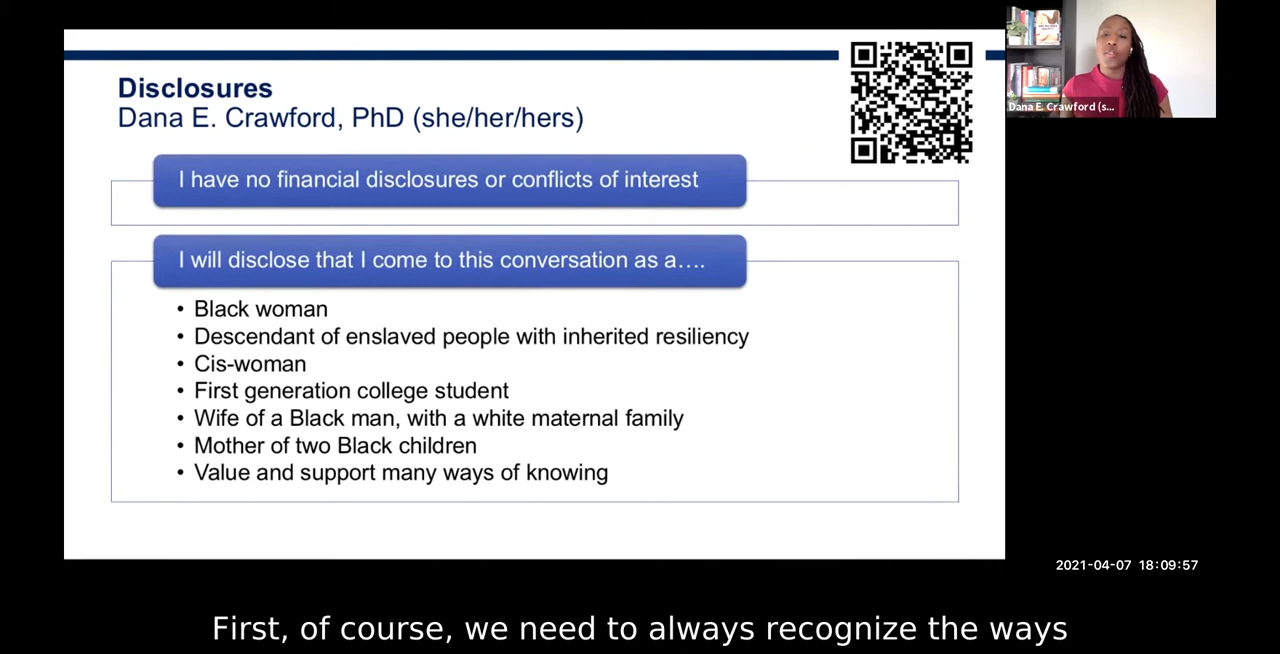 Disclosures
Dana E. Crawford, PhD (she/her/hers)
I have no financial disclosures or conflicts of interest
I will disclose that I come to this conversation as a….
• Black woman
• Descendant of enslaved people with inherited resiliency
• Cis-woman
• First generation college student
• Wife of a Black man, with a white maternal family
• Mother of two Black children
• Value and support many ways of knowing
Dana E. Crawford (s...
2021-04-07 18:09:57
First, of course, we need to always recognize the ways